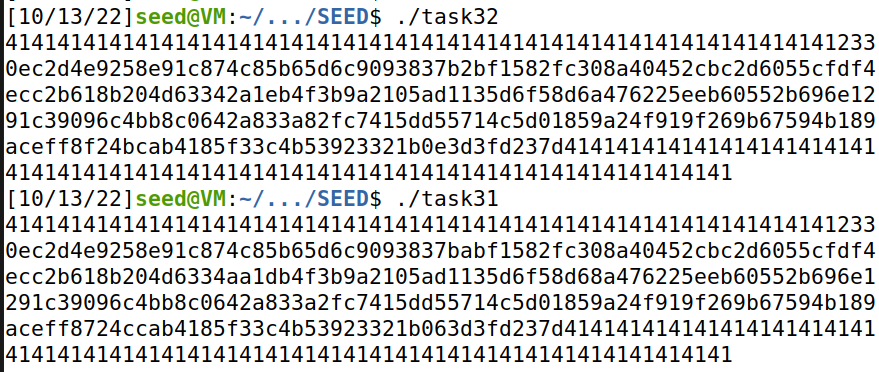 [10/13/22]seed@VM:~/.../SEED$ ./task32
4141414141414141414141414141414141414141414141414141414141414141233
0ec2d4e9258e91c874c85b65d6c9093837b2bf1582fc308a40452cbc2d6055cfdf4
ecc2b618b204d63342a1eb4f3b9a2105ad1135d6f58d6a476225eeb60552b696e12
91c39096c4bb8c0642a833a82fc7415dd55714c5d01859a24f919f269b67594b189
aceff8f24bcab4185f33c4b53923321b0e3d3fd237d414141414141414141414141
41414141414141414141414141414141414141414141414141414141
[10/13/22]seed@VM:~/.../SEED$ ./task31
4141414141414141414141414141414141414141414141414141414141414141233
0ec2d4e9258e91c874c85b65d6c9093837babf1582fc308a40452cbc2d6055cfdf4
ecc2b618b204d6334aa1db4f3b9a2105ad1135d6f58d68a476225eeb60552b696e1
291c39096c4bb8c0642a833a2fc7415dd55714c5d01859a24f919f269b67594b189
aceff8724ccab4185f33c4b53923321b063d3fd237d414141414141414141414141
41414141414141414141414141414141414141414141414141414141